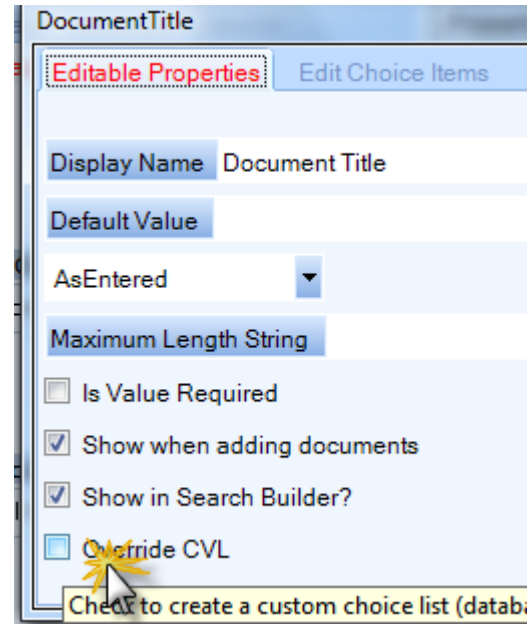 DocumentTitle
Editable Properties Edit Choice Items
Display Name Document Title
Default Value
AsEntered
Maximum Length String
Is Value Required
Show when adding documents
Show in Search Builder?
Override CVL
Check to create a custom choice list (databa